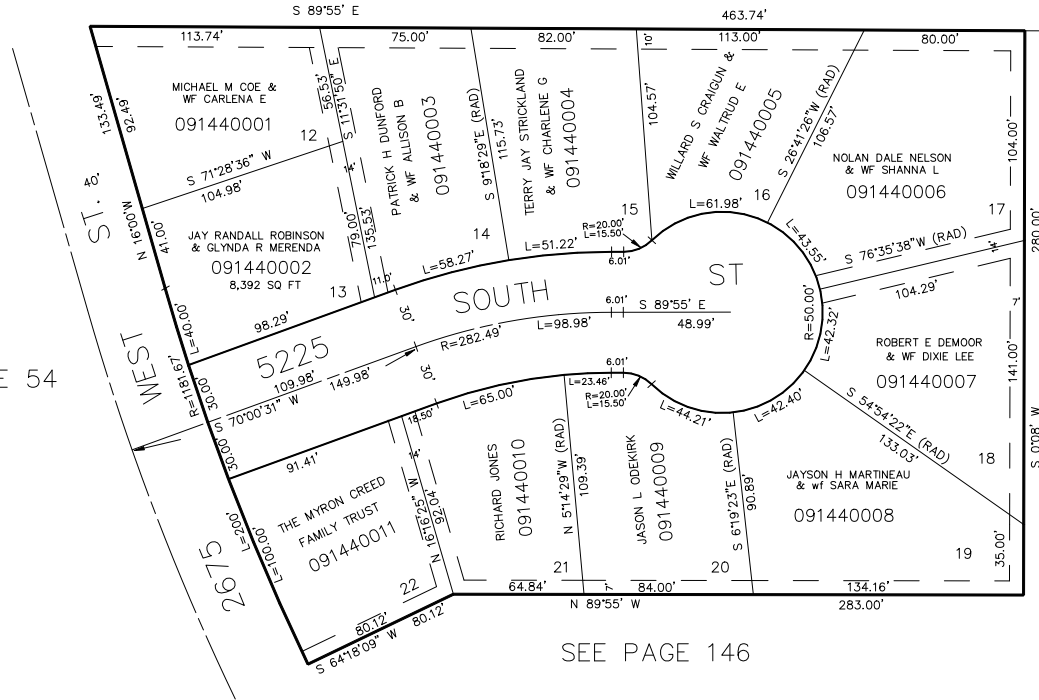 S 89°55' E
463.74'
113.74'
75.00'
82.00'
10'
113.00'
80.00'
133.49'
92.49'
MICHAEL M COE &
WF CARLENA E
091440001
12
56.53'
S 11°31'50" E
PATRICK H DUNFORD
& WF ALLISON B
091440003
14
S 9°18'29"E (RAD)
115.73'
TERRY JAY STRICKLAND
& WF CHARLENE G
091440004
15
104.57'
WILLARD S CRAIGUN &
WF WALTRUD E
091440005
16
S 26°41'26"W (RAD)
106.57'
NOLAN DALE NELSON
& WF SHANNA L
091440006
17
104.00'
280.00'
S 71°28'36" W
104.98'
14'
79.00'
135.53'
ST. 40'
N 16°00'W
41.00'
JAY RANDALL ROBINSON
& GLYNDA R MERENDA
091440002
8,392 SQ FT
13
11.0'
L=58.27'
L=51.22'
R=20.00'
L=15.50'
6.01'
L=61.98'
L=43.55'
S 76°35'38"W (RAD)
104.29'
14'
7'
98.29'
L=40.00'
R=1181.67'
30.00'
5225
SOUTH
ST
30'
6.01'
S 89°55' E
R=282.49'
L=98.98'
48.99'
R=50.00'
L=42.32'
ROBERT E DEMOOR
& WF DIXIE LEE
091440007
141.00'
18
E 54
WEST
109.98'
149.98'
S 70°00'31" W
30'
30.00'
18.50'
L=65.00'
L=23.46'
6.01'
R=20.00'
L=15.50'
L=44.21'
L=42.40'
S 54°54'22"E (RAD)
133.03'
S 0°08' W
91.41'
L=200'
L=100.00'
2675
THE MYRON CREED
FAMILY TRUST
091440011
22
14'
N 16°16'25" W
92.04'
RICHARD JONES
091440010
21
N 5°14'29"W (RAD)
109.39'
JASON L ODEKIRK
091440009
20
S 6°19'23"E (RAD)
90.89'
JAYSON H MARTINEAU
& wf SARA MARIE
091440008
19
35.00'
64.84'
7'
84.00'
134.16'
N 89°55' W
283.00'
80.12'
S 64°18'09" W
80.12'
SEE PAGE 146